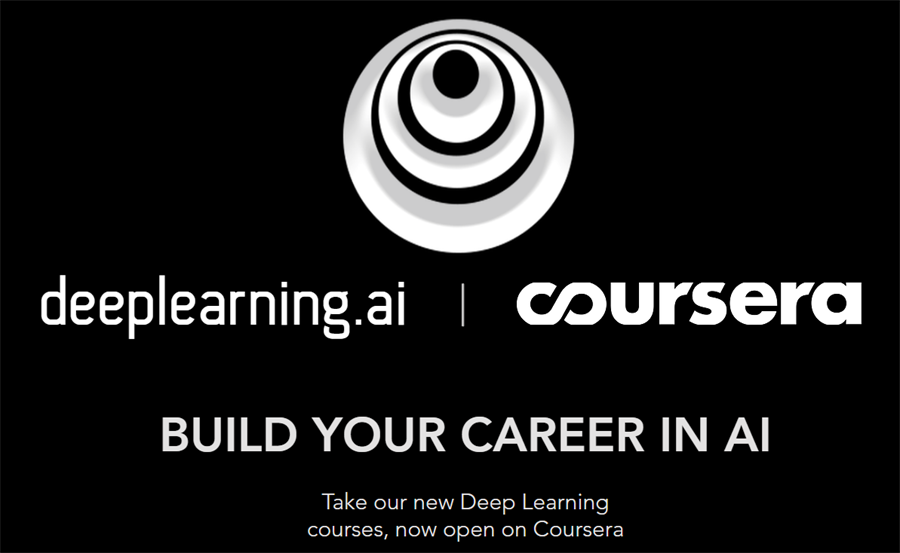 deeplearning.ai | coursera
BUILD YOUR CAREER IN AI
Take our new Deep Learning
courses, now open on Coursera